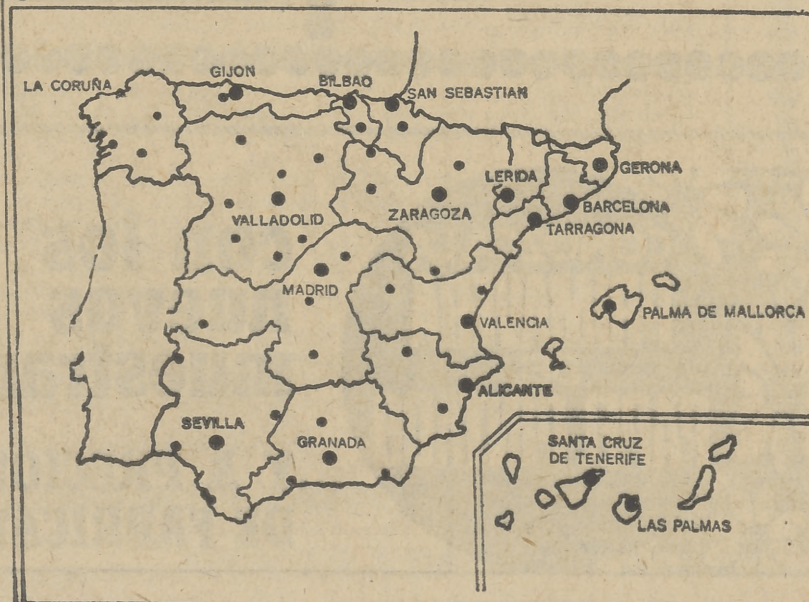 LA CORUÑA
GIJON
BILBAO
SAN SEBASTIAN
GERONA
LERIDA
BARCELONA
ZARAGOZA
TARRAGONA
VALLADOLID
MADRID
PALMA DE MALLORCA
VALENCIA
ALICANTE
SEVILLA
GRANADA
SANTA CRUZ
DE TENERIFE
LAS PALMAS